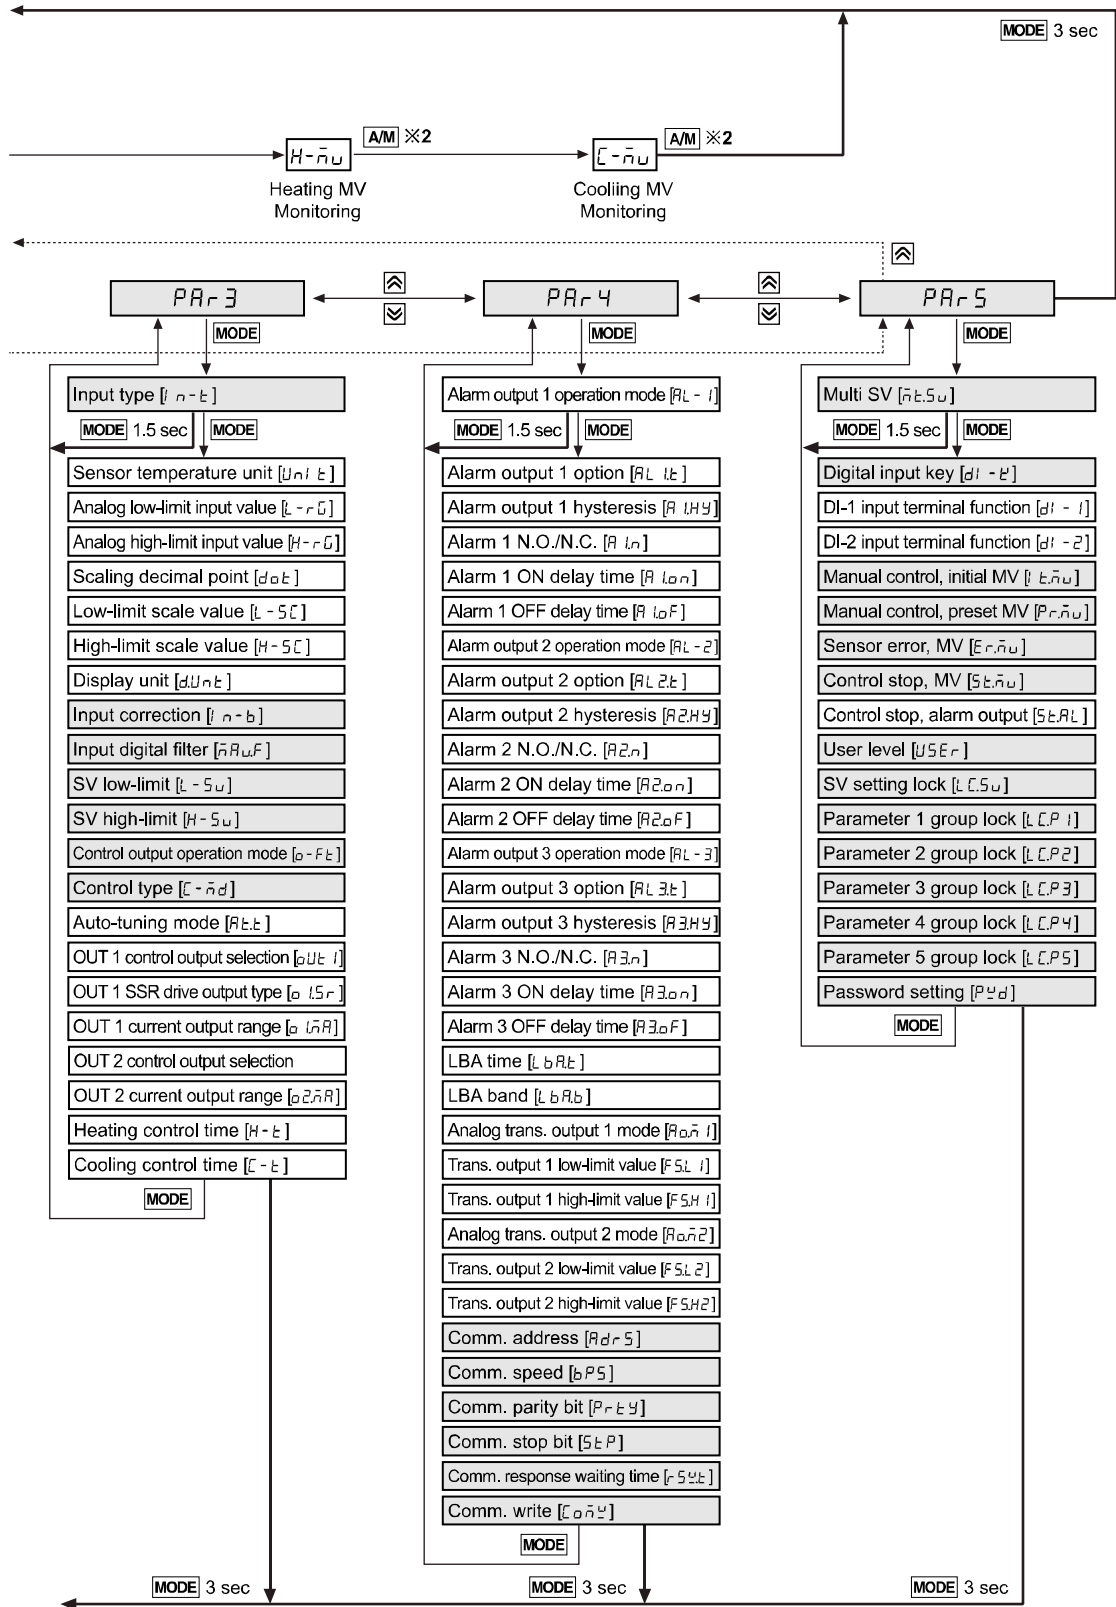 MODE 3 sec
A/M ※2
A/M ※2
H-mv
C-mv
Heating MV
Monitoring
Cooliing MV
Monitoring
PAr3
PAr4
PAr5
MODE
MODE
MODE
Input type [In-t]
MODE 1.5 sec MODE
Sensor temperature unit [UnIt]
Analog low-limit input value [L-rG]
Analog high-limit input value [H-rG]
Scaling decimal point [dot]
Low-limit scale value [L-SC]
High-limit scale value [H-SC]
Display unit [d.Unt]
Input correction [In-b]
Input digital filter [mAv.F]
SV low-limit [L-Sv]
SV high-limit [H-Sv]
Control output operation mode [o-Ft]
Control type [C-md]
Auto-tuning mode [At.t]
OUT 1 control output selection [oUt1]
OUT 1 SSR drive output type [o1.Sr]
OUT 1 current output range [o1.mA]
OUT 2 control output selection
OUT 2 current output range [o2.mA]
Heating control time [H-t]
Cooling control time [C-t]
MODE
Alarm output 1 operation mode [AL-1]
MODE 1.5 sec MODE
Alarm output 1 option [AL1.t]
Alarm output 1 hysteresis [A1.HY]
Alarm 1 N.O./N.C. [A1.n]
Alarm 1 ON delay time [A1.on]
Alarm 1 OFF delay time [A1.oF]
Alarm output 2 operation mode [AL-2]
Alarm output 2 option [AL2.t]
Alarm output 2 hysteresis [A2.HY]
Alarm 2 N.O./N.C. [A2.n]
Alarm 2 ON delay time [A2.on]
Alarm 2 OFF delay time [A2.oF]
Alarm output 3 operation mode [AL-3]
Alarm output 3 option [AL3.t]
Alarm output 3 hysteresis [A3.HY]
Alarm 3 N.O./N.C. [A3.n]
Alarm 3 ON delay time [A3.on]
Alarm 3 OFF delay time [A3.oF]
LBA time [LbA.t]
LBA band [LbA.b]
Analog trans. output 1 mode [Ao.m1]
Trans. output 1 low-limit value [FS.L1]
Trans. output 1 high-limit value [FS.H1]
Analog trans. output 2 mode [Ao.m2]
Trans. output 2 low-limit value [FS.L2]
Trans. output 2 high-limit value [FS.H2]
Comm. address [AdrS]
Comm. speed [bPS]
Comm. parity bit [PrtY]
Comm. stop bit [StP]
Comm. response waiting time [rSW.t]
Comm. write [ComW]
MODE
Multi SV [mt.Sv]
MODE 1.5 sec MODE
Digital input key [dI-K]
DI-1 input terminal function [dI-1]
DI-2 input terminal function [dI-2]
Manual control, initial MV [It.mv]
Manual control, preset MV [Pr.mv]
Sensor error, MV [Er.mv]
Control stop, MV [St.mv]
Control stop, alarm output [St.AL]
User level [USEr]
SV setting lock [LC.Sv]
Parameter 1 group lock [LC.P1]
Parameter 2 group lock [LC.P2]
Parameter 3 group lock [LC.P3]
Parameter 4 group lock [LC.P4]
Parameter 5 group lock [LC.P5]
Password setting [PWd]
MODE
MODE 3 sec
MODE 3 sec
MODE 3 sec